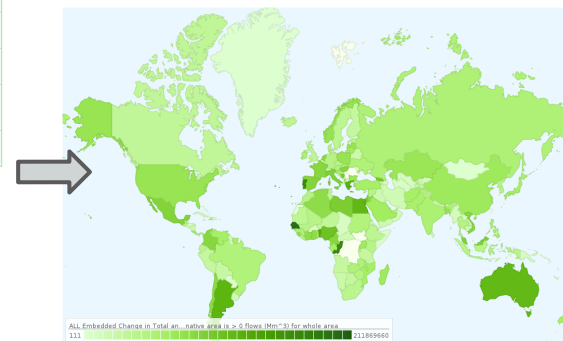 ALL Embedded Change in Total an...native area is > 0 flows (Mm^3) for whole area
111 211869660